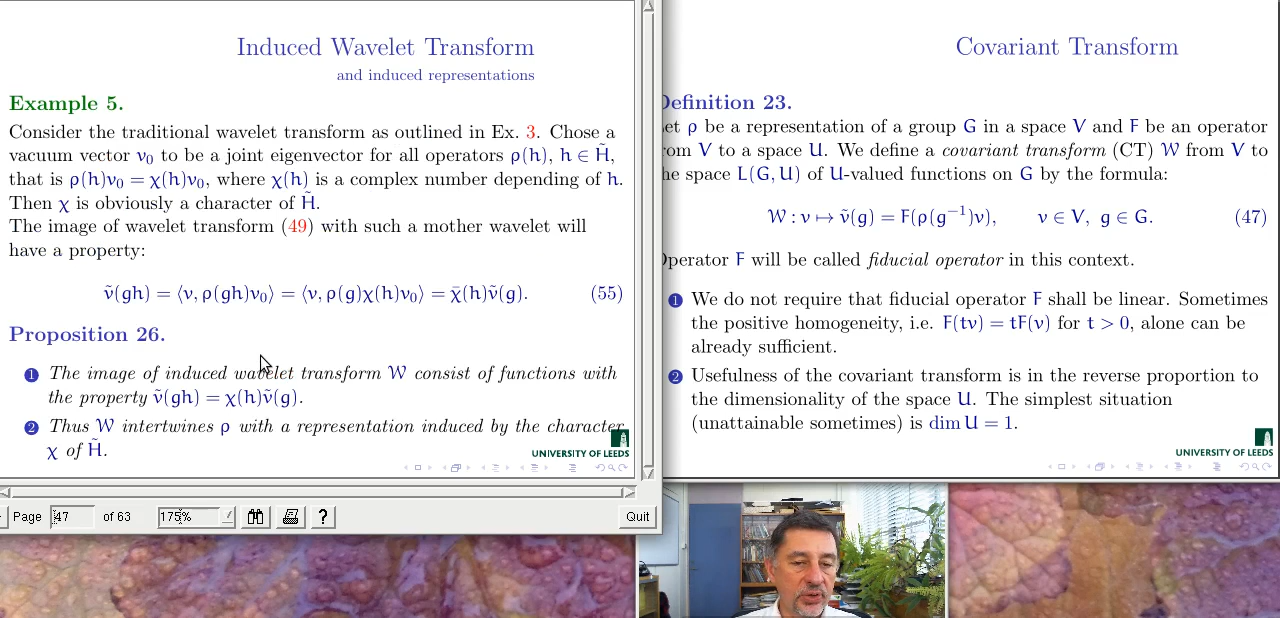 Induced Wavelet Transform
and induced representations
Example 5.
Consider the traditional wavelet transform as outlined in Ex. 3. Chose a
vacuum vector v₀ to be a joint eigenvector for all operators ρ(h), h ∈ H̃,
that is ρ(h)v₀ = χ(h)v₀, where χ(h) is a complex number depending of h.
Then χ is obviously a character of H̃.
The image of wavelet transform (49) with such a mother wavelet will
have a property:
ṽ(gh) = ⟨v, ρ(gh)v₀⟩ = ⟨v, ρ(g)χ(h)v₀⟩ = χ̄(h)ṽ(g). (55)
Proposition 26.
1 The image of induced wavelet transform 𝒲 consist of functions with
the property ṽ(gh) = χ(h)ṽ(g).
2 Thus 𝒲 intertwines ρ with a representation induced by the character
χ of H̃.
UNIVERSITY OF LEEDS
Page 47 of 63 175% ? Quit
Covariant Transform
Definition 23.
ρ be a representation of a group G in a space V and F be an operator
V to a space U. We define a covariant transform (CT) 𝒲 from V to
space L(G, U) of U-valued functions on G by the formula:
𝒲 : v ↦ ṽ(g) = F(ρ(g⁻¹)v), v ∈ V, g ∈ G. (47)
Operator F will be called fiducial operator in this context.
1 We do not require that fiducial operator F shall be linear. Sometimes
the positive homogeneity, i.e. F(tv) = tF(v) for t > 0, alone can be
already sufficient.
2 Usefulness of the covariant transform is in the reverse proportion to
the dimensionality of the space U. The simplest situation
(unattainable sometimes) is dim U = 1.
UNIVERSITY OF LEEDS